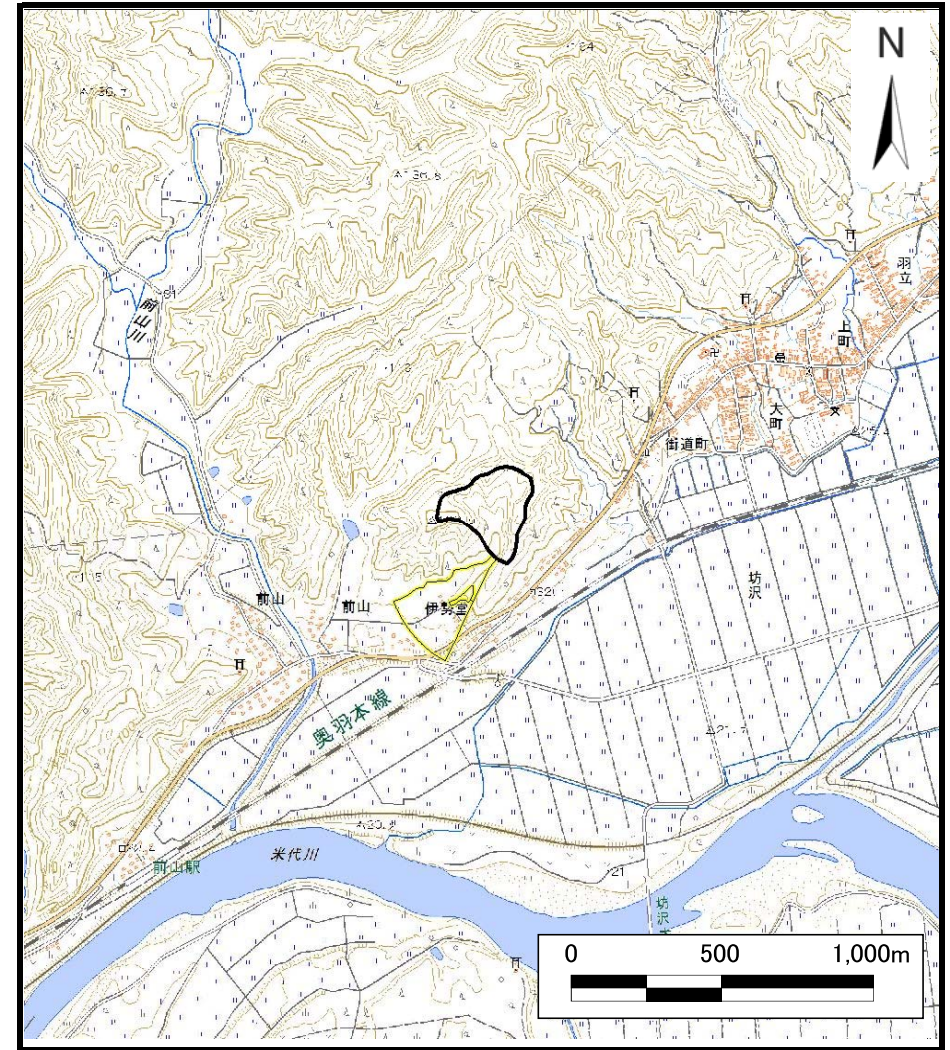 N
羽立
上町
大町
街道町
前山川
坊沢
前山
前山
伊勢堂
奥羽本線
米代川
前山駅
21
坊沢
0 500 1,000m